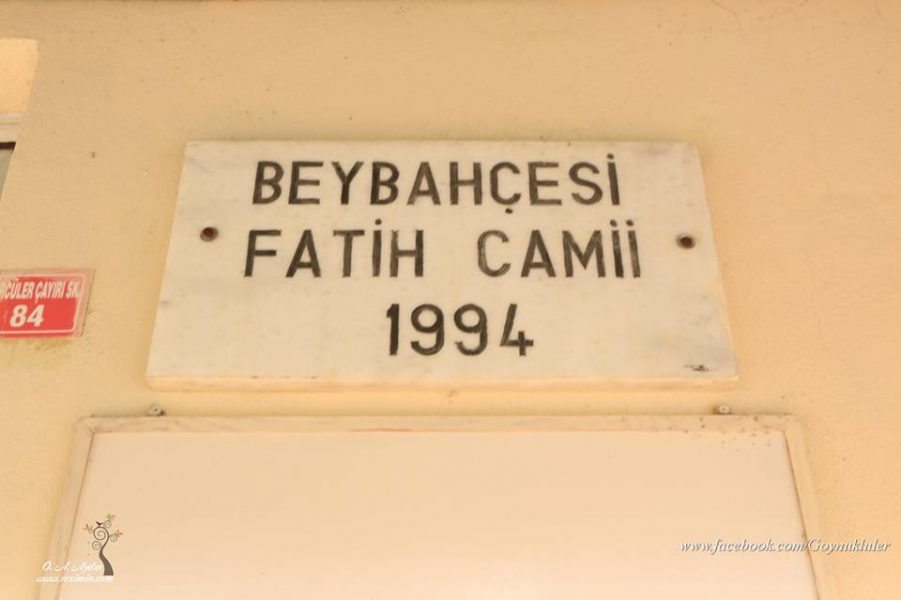 BEYBAHÇESİ
FATİH CAMİİ
1994
ÇAYIRI SK.
84
www.facebook.com/Goynukluler